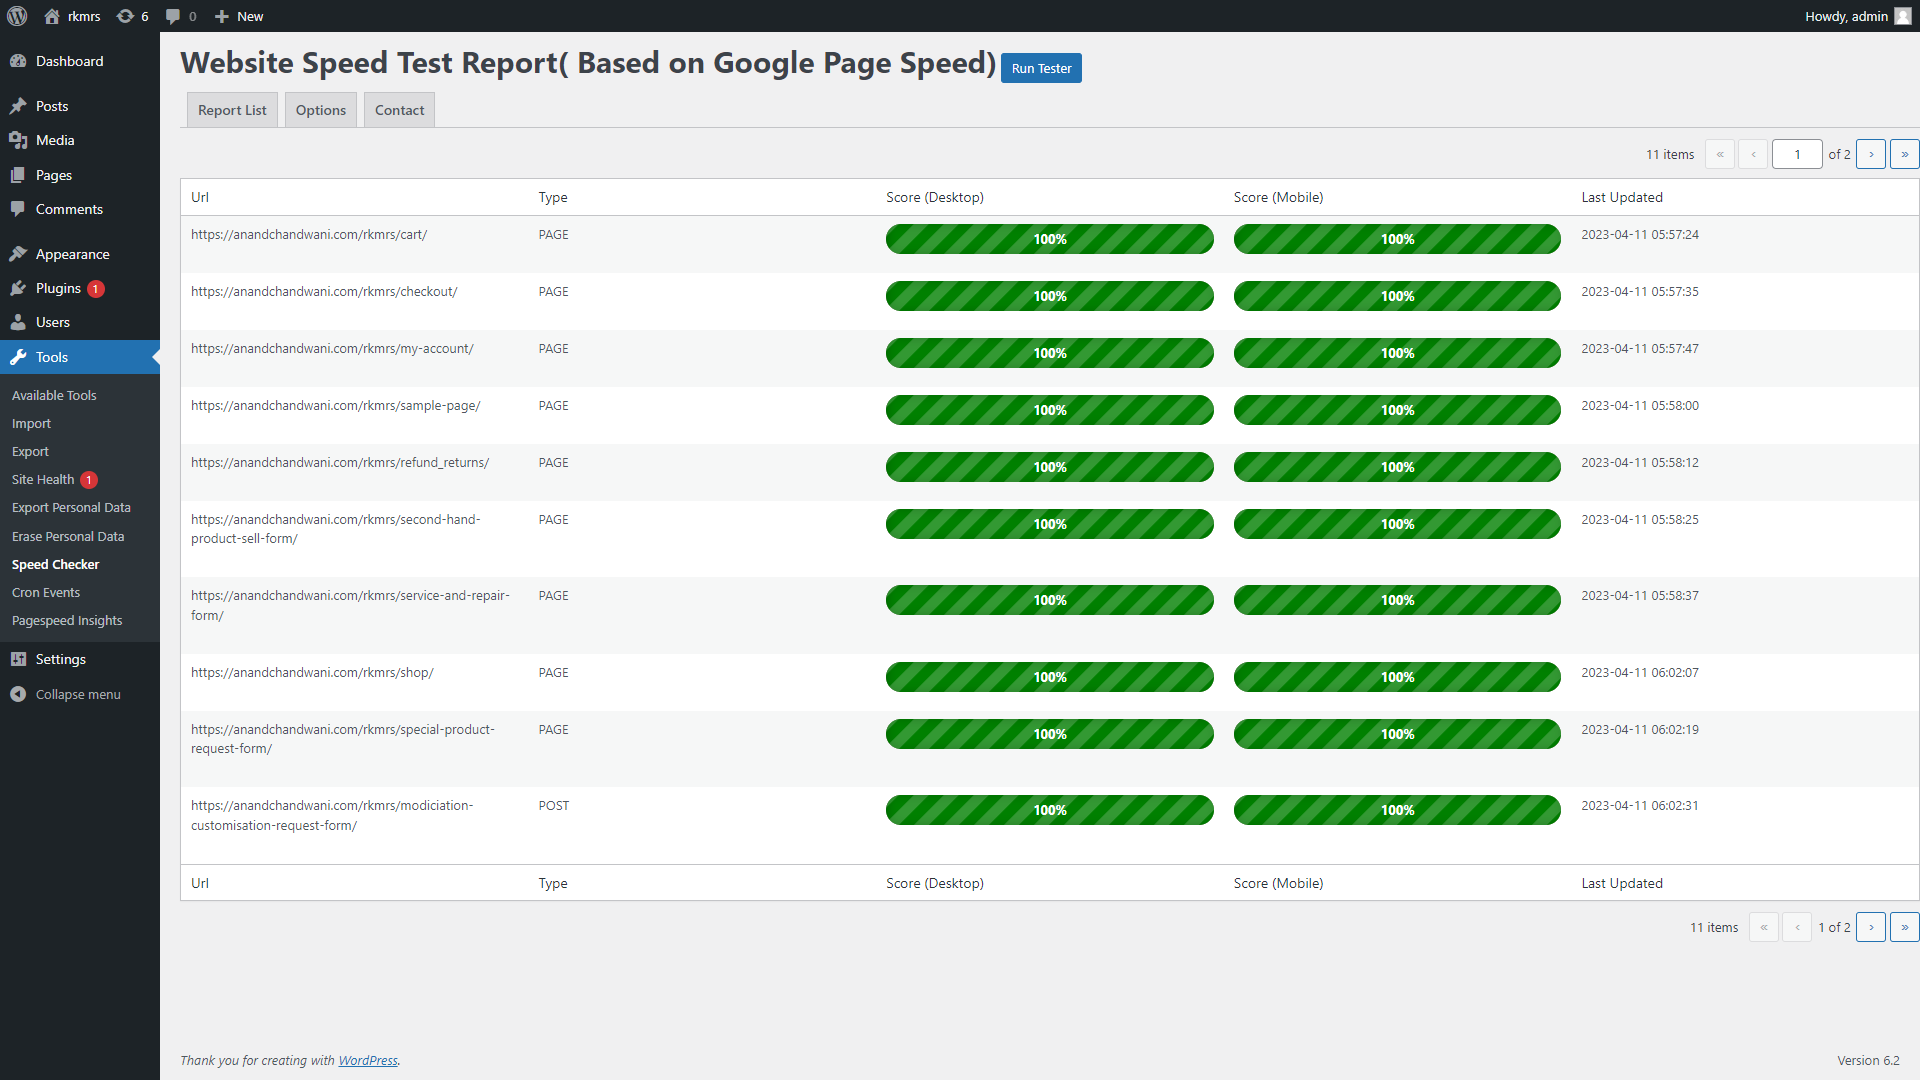 rkmrs 6 0 New Howdy, admin
Dashboard
Posts
Media
Pages
Comments
Appearance
Plugins 1
Users
Tools
Available Tools
Import
Export
Site Health 1
Export Personal Data
Erase Personal Data
Speed Checker
Cron Events
Pagespeed Insights
Settings
Collapse menu
Website Speed Test Report( Based on Google Page Speed) Run Tester
Report List Options Contact
11 items « ‹ 1 of 2 › »
Url Type Score (Desktop) Score (Mobile) Last Updated
https://anandchandwani.com/rkmrs/cart/ PAGE 100% 100% 2023-04-11 05:57:24
https://anandchandwani.com/rkmrs/checkout/ PAGE 100% 100% 2023-04-11 05:57:35
https://anandchandwani.com/rkmrs/my-account/ PAGE 100% 100% 2023-04-11 05:57:47
https://anandchandwani.com/rkmrs/sample-page/ PAGE 100% 100% 2023-04-11 05:58:00
https://anandchandwani.com/rkmrs/refund_returns/ PAGE 100% 100% 2023-04-11 05:58:12
https://anandchandwani.com/rkmrs/second-hand- PAGE 100% 100% 2023-04-11 05:58:25
product-sell-form/
https://anandchandwani.com/rkmrs/service-and-repair- PAGE 100% 100% 2023-04-11 05:58:37
form/
https://anandchandwani.com/rkmrs/shop/ PAGE 100% 100% 2023-04-11 06:02:07
https://anandchandwani.com/rkmrs/special-product- PAGE 100% 100% 2023-04-11 06:02:19
request-form/
https://anandchandwani.com/rkmrs/modiciation- POST 100% 100% 2023-04-11 06:02:31
customisation-request-form/
Url Type Score (Desktop) Score (Mobile) Last Updated
11 items « ‹ 1 of 2 › »
Thank you for creating with WordPress. Version 6.2